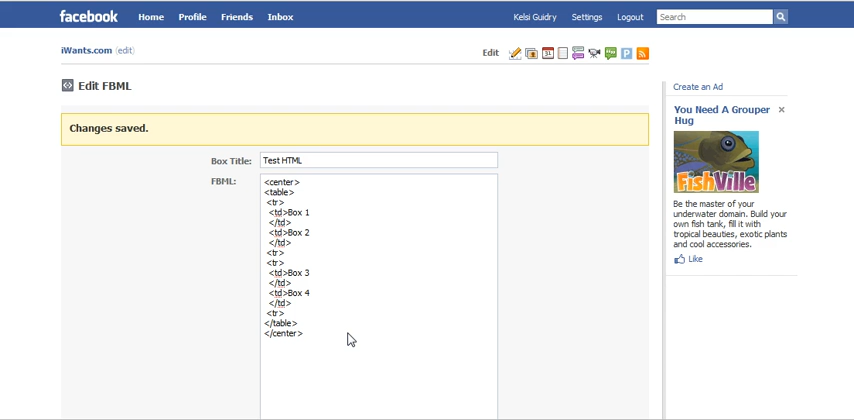 facebook Home Profile Friends Inbox Kelsi Guidry Settings Logout Search
iWants.com (edit)
Edit
31
P
Edit FBML
Changes saved.
Box Title: Test HTML
FBML:
<center>
<table>
<tr>
<td>Box 1
</td>
<td>Box 2
</td>
<tr>
<tr>
<td>Box 3
</td>
<td>Box 4
</td>
<tr>
</table>
</center>
Create an Ad
You Need A Grouper
Hug
FishVille
Be the master of your
underwater domain. Build your
own fish tank, fill it with
tropical beauties, exotic plants
and cool accessories.
Like